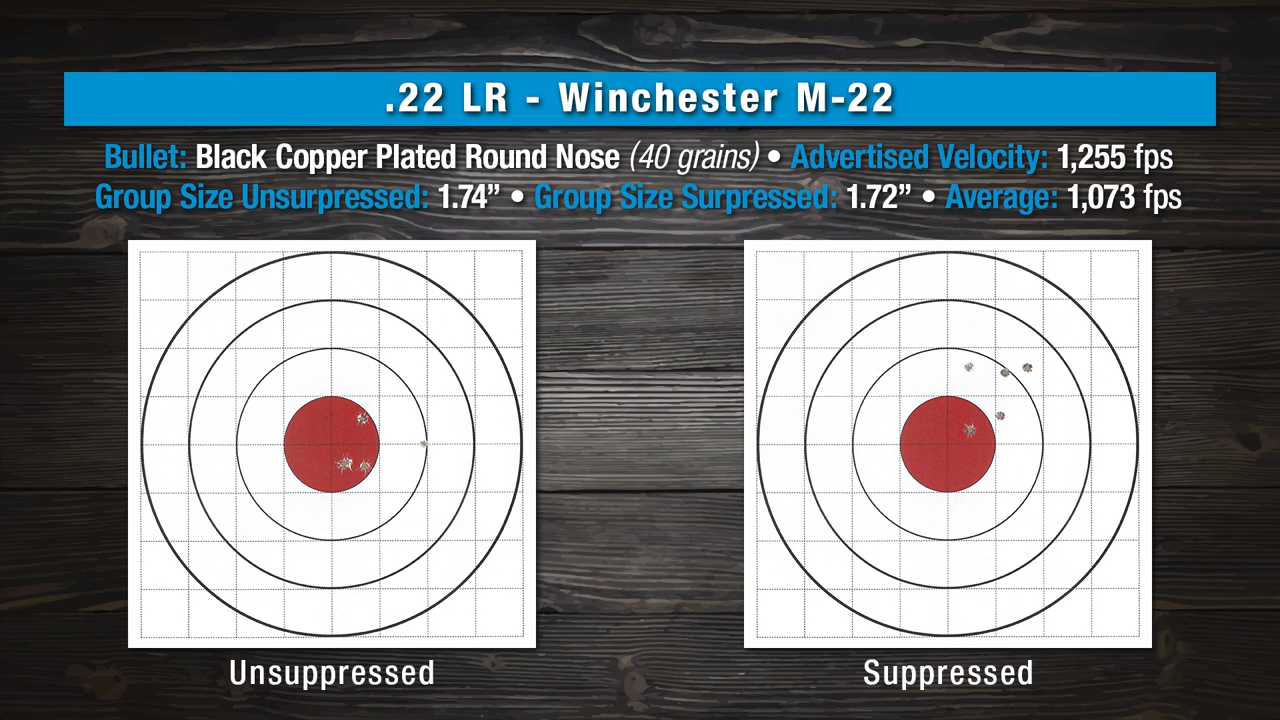 .22 LR - Winchester M-22
Bullet: Black Copper Plated Round Nose (40 grains) • Advertised Velocity: 1,255 fps
Group Size Unsurpressed: 1.74” • Group Size Surpressed: 1.72” • Average: 1,073 fps
Unsuppressed
Suppressed